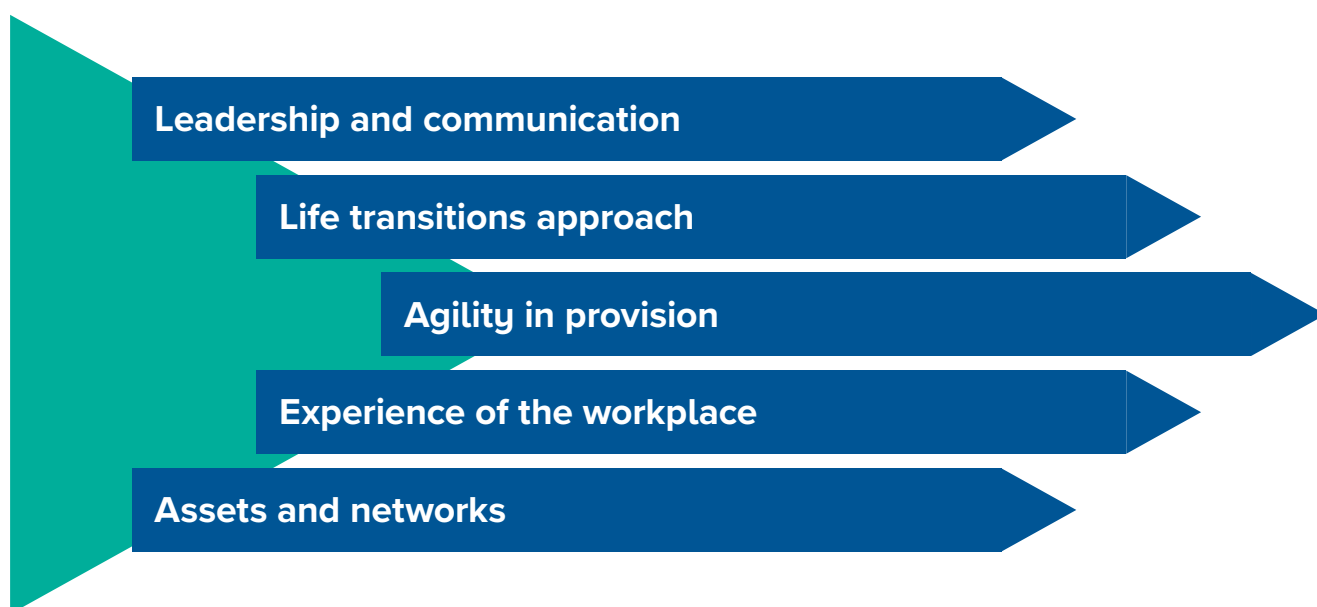 Leadership and communication
Life transitions approach
Agility in provision
Experience of the workplace
Assets and networks